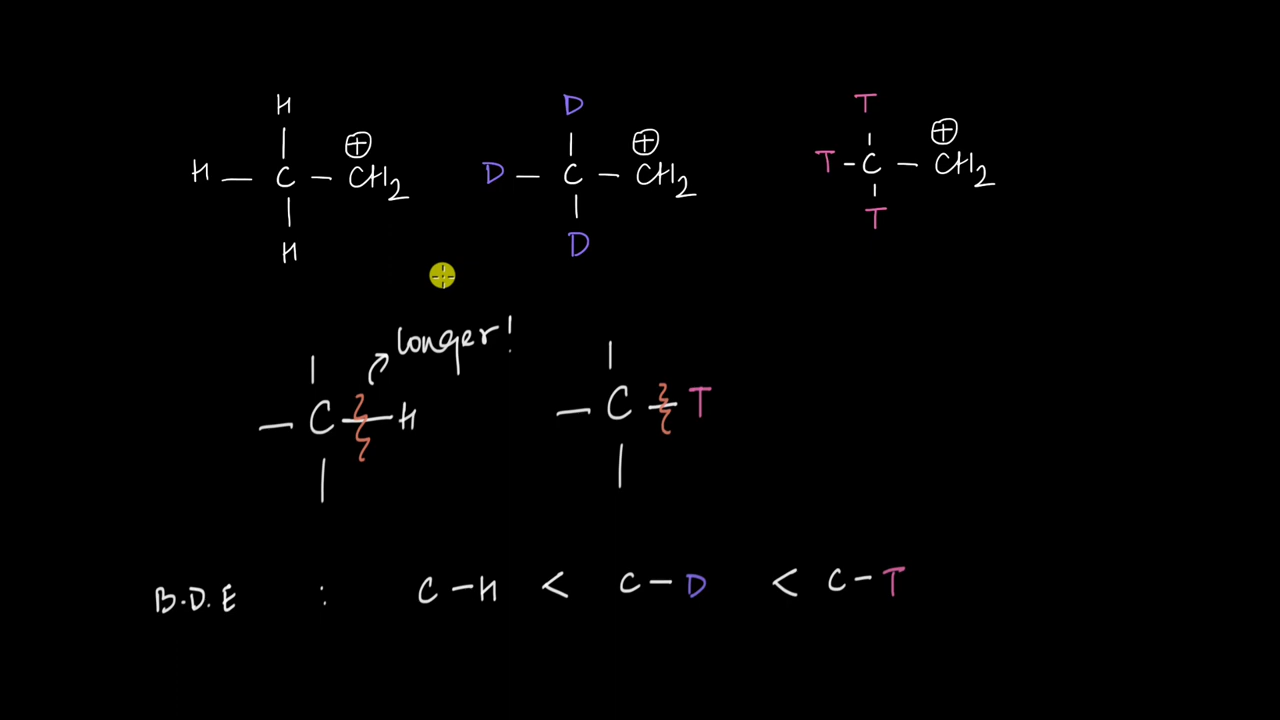 H D T
H — C — CH2 ⊕ D — C — CH2 ⊕ T - C — CH2 ⊕
H D T
longer!
— C — H — C — T
B.D.E : C — H < C — D < C — T